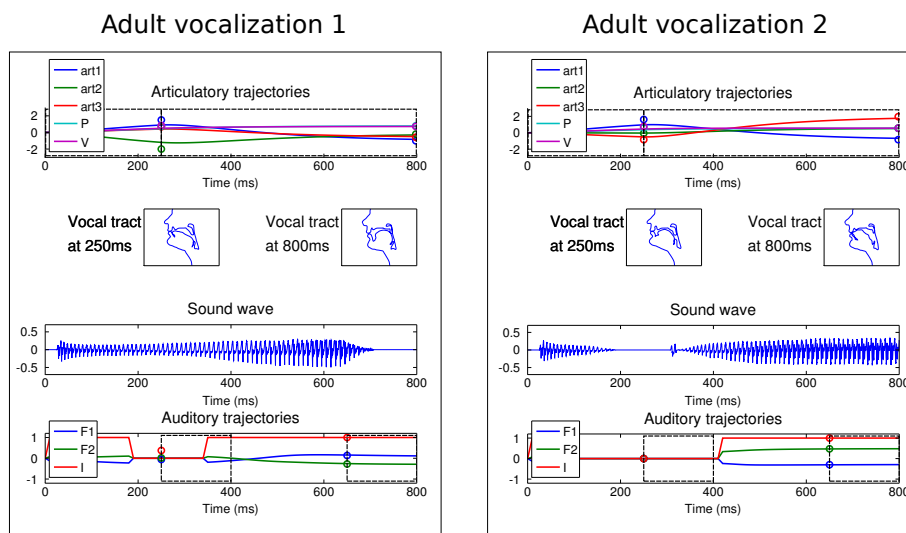 Adult vocalization 1
art1
art2
art3
P
V
Articulatory trajectories
2
0
-2
0 200 400 600 800
Time (ms)
Vocal tract
at 250ms
Vocal tract
at 800ms
Sound wave
0.5
0
-0.5
0 200 400 600 800
Auditory trajectories
F1
F2
I
1
0
-1
0 200 400 600 800
Time (ms)
Adult vocalization 2
art1
art2
art3
P
V
Articulatory trajectories
2
0
-2
0 200 400 600 800
Time (ms)
Vocal tract
at 250ms
Vocal tract
at 800ms
Sound wave
0.5
0
-0.5
0 200 400 600 800
Auditory trajectories
F1
F2
I
1
0
-1
0 200 400 600 800
Time (ms)